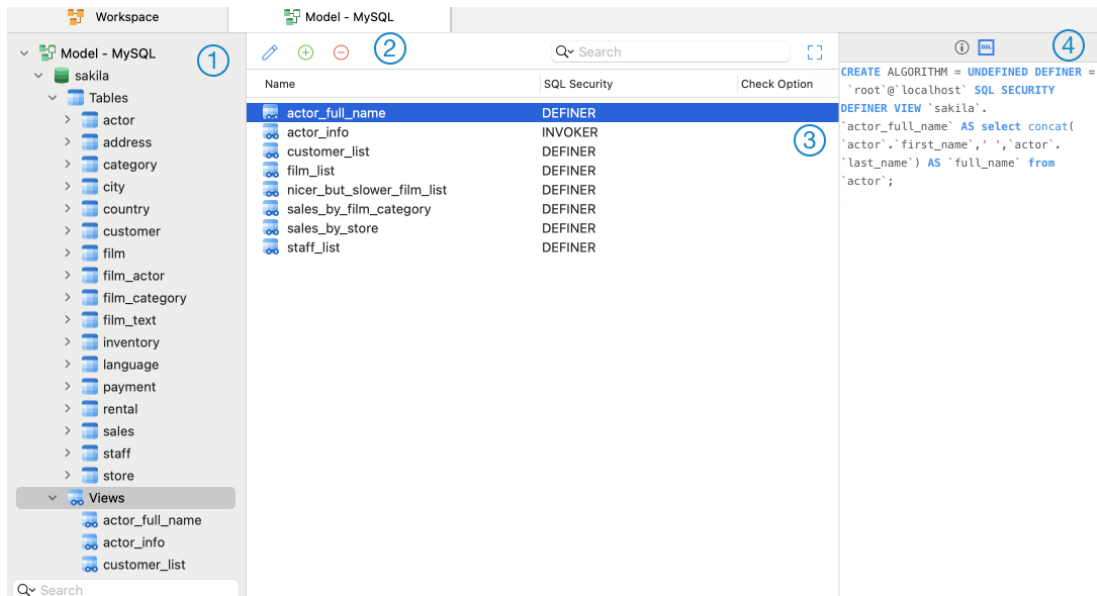 Workspace
Model - MySQL
Model - MySQL
sakila
Tables
actor
address
category
city
country
customer
film
film_actor
film_category
film_text
inventory
language
payment
rental
sales
staff
store
Views
actor_full_name
actor_info
customer_list
Search
1
2
Search
Name SQL Security Check Option
actor_full_name DEFINER
actor_info INVOKER
customer_list DEFINER
film_list DEFINER
nicer_but_slower_film_list DEFINER
sales_by_film_category DEFINER
sales_by_store DEFINER
staff_list DEFINER
3
DDL
4
CREATE ALGORITHM = UNDEFINED DEFINER =
`root`@`localhost` SQL SECURITY
DEFINER VIEW `sakila`.
`actor_full_name` AS select concat(
`actor`.`first_name`,' ',`actor`.
`last_name`) AS `full_name` from
`actor`;